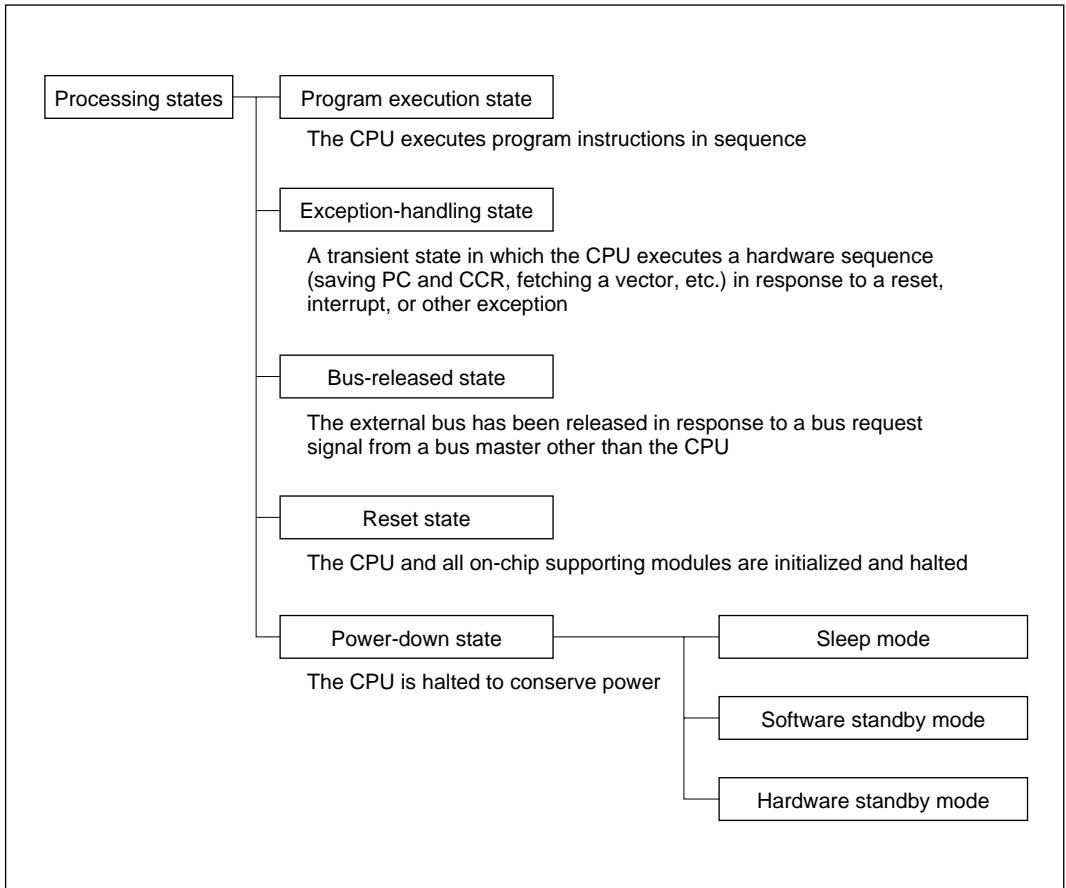 Processing states
Program execution state
The CPU executes program instructions in sequence
Exception-handling state
A transient state in which the CPU executes a hardware sequence
(saving PC and CCR, fetching a vector, etc.) in response to a reset,
interrupt, or other exception
Bus-released state
The external bus has been released in response to a bus request
signal from a bus master other than the CPU
Reset state
The CPU and all on-chip supporting modules are initialized and halted
Power-down state
The CPU is halted to conserve power
Sleep mode
Software standby mode
Hardware standby mode